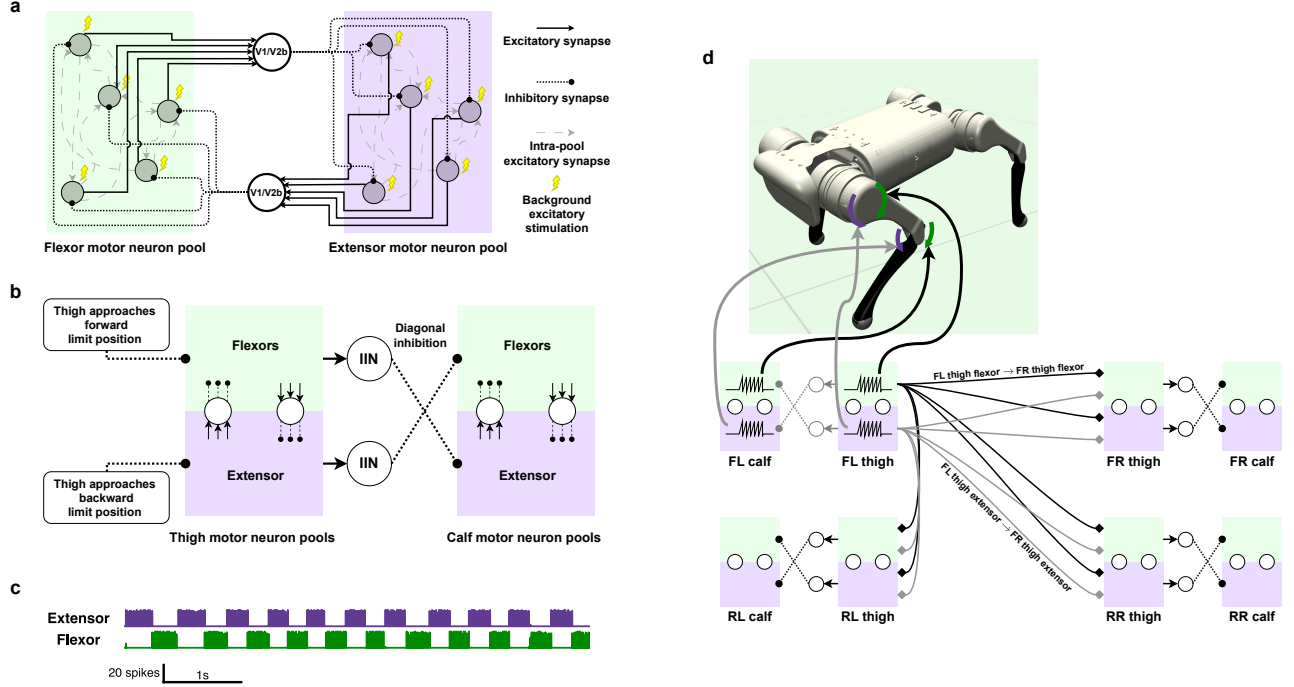 a
V1/V2b
V1/V2b
Flexor motor neuron pool
Extensor motor neuron pool
Excitatory synapse
Inhibitory synapse
Intra-pool
excitatory synapse
Background
excitatory
stimulation
b
Thigh approaches
forward
limit position
Thigh approaches
backward
limit position
Flexors
Extensor
IIN
IIN
Diagonal
inhibition
Flexors
Extensor
Thigh motor neuron pools
Calf motor neuron pools
c
Extensor
Flexor
20 spikes
1s
d
FL thigh flexor → FR thigh flexor
FL thigh extensor → FR thigh extensor
FL calf
FL thigh
FR thigh
FR calf
RL calf
RL thigh
RR thigh
RR calf